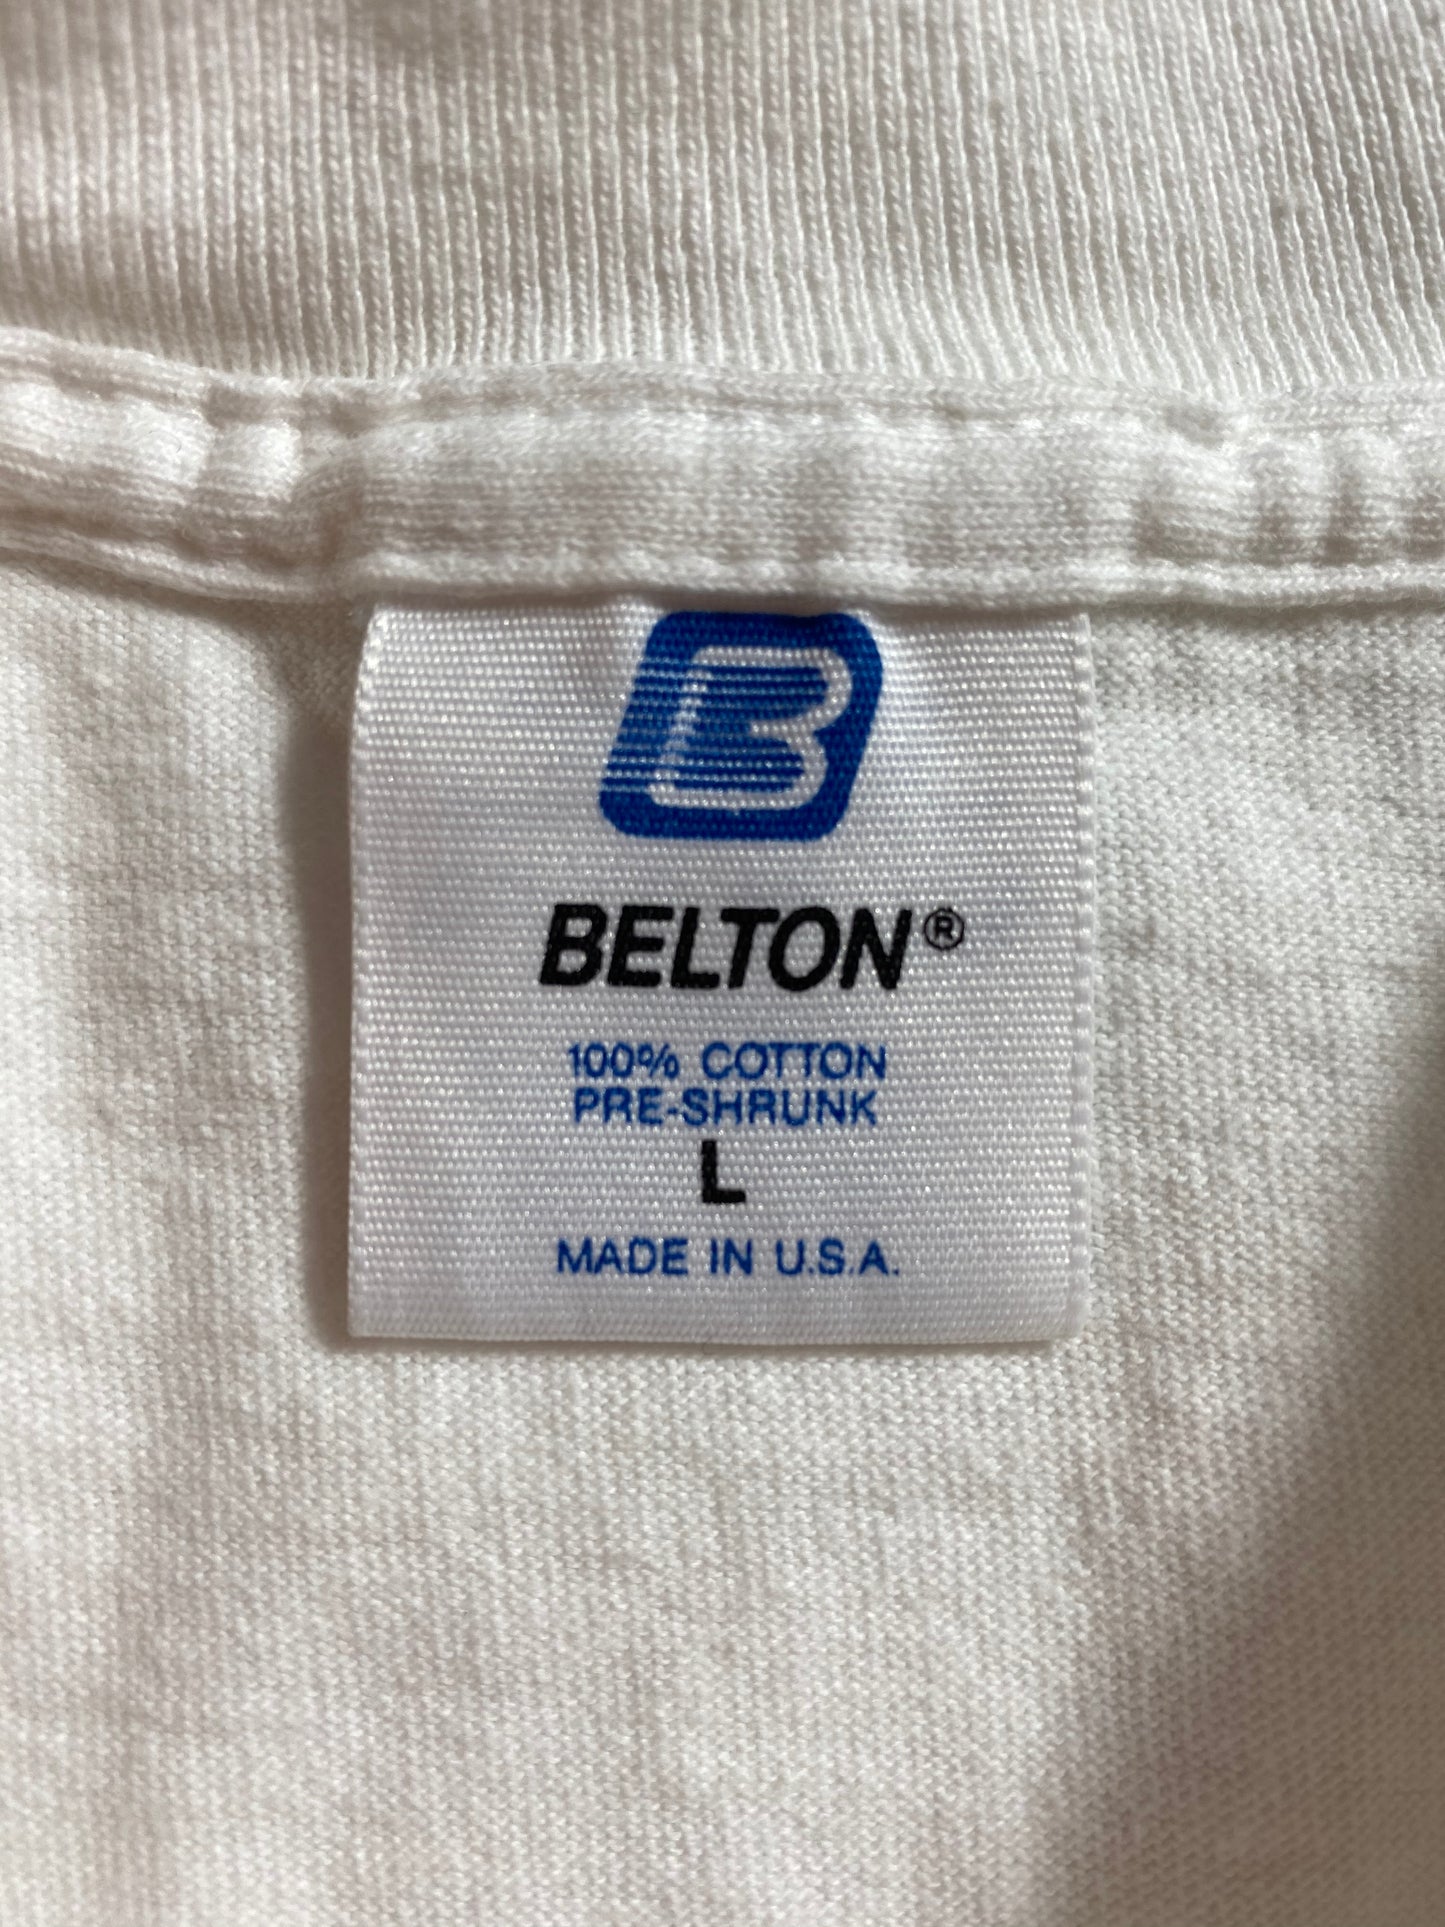 B
BELTON®
100% COTTON
PRE-SHRUNK
L
MADE IN U.S.A.